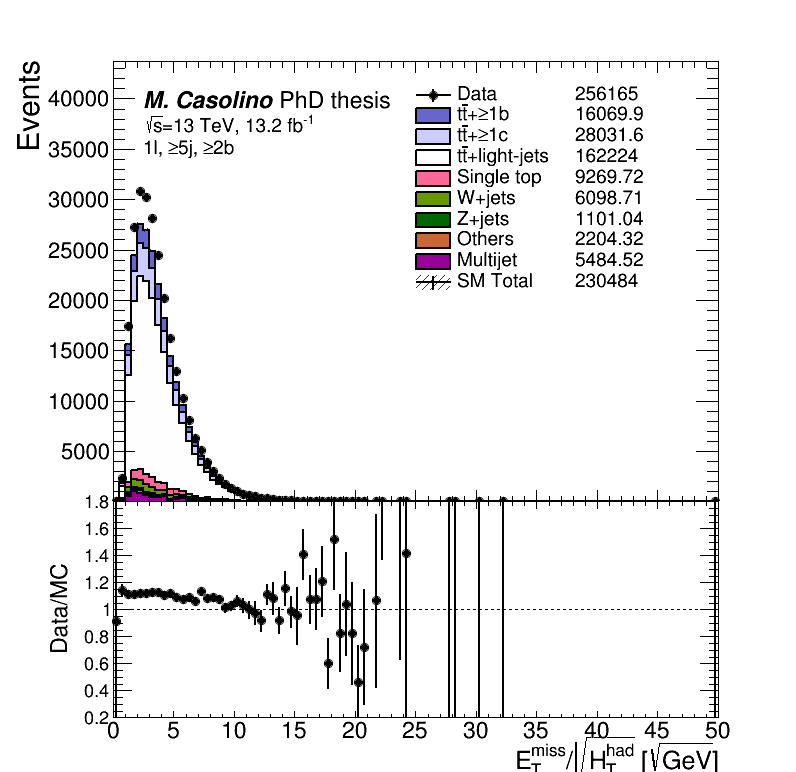 Events
40000
35000
30000
25000
20000
15000
10000
5000
M. Casolino PhD thesis
√s=13 TeV, 13.2 fb⁻¹
1l, ≥5j, ≥2b
Data 256165
tt̄+≥1b 16069.9
tt̄+≥1c 28031.6
tt̄+light-jets 162224
Single top 9269.72
W+jets 6098.71
Z+jets 1101.04
Others 2204.32
Multijet 5484.52
SM Total 230484
Data/MC
1.8
1.6
1.4
1.2
1
0.8
0.6
0.4
0.2
0 5 10 15 20 25 30 35 40 45 50
E_T^miss/√H_T^had [√GeV]